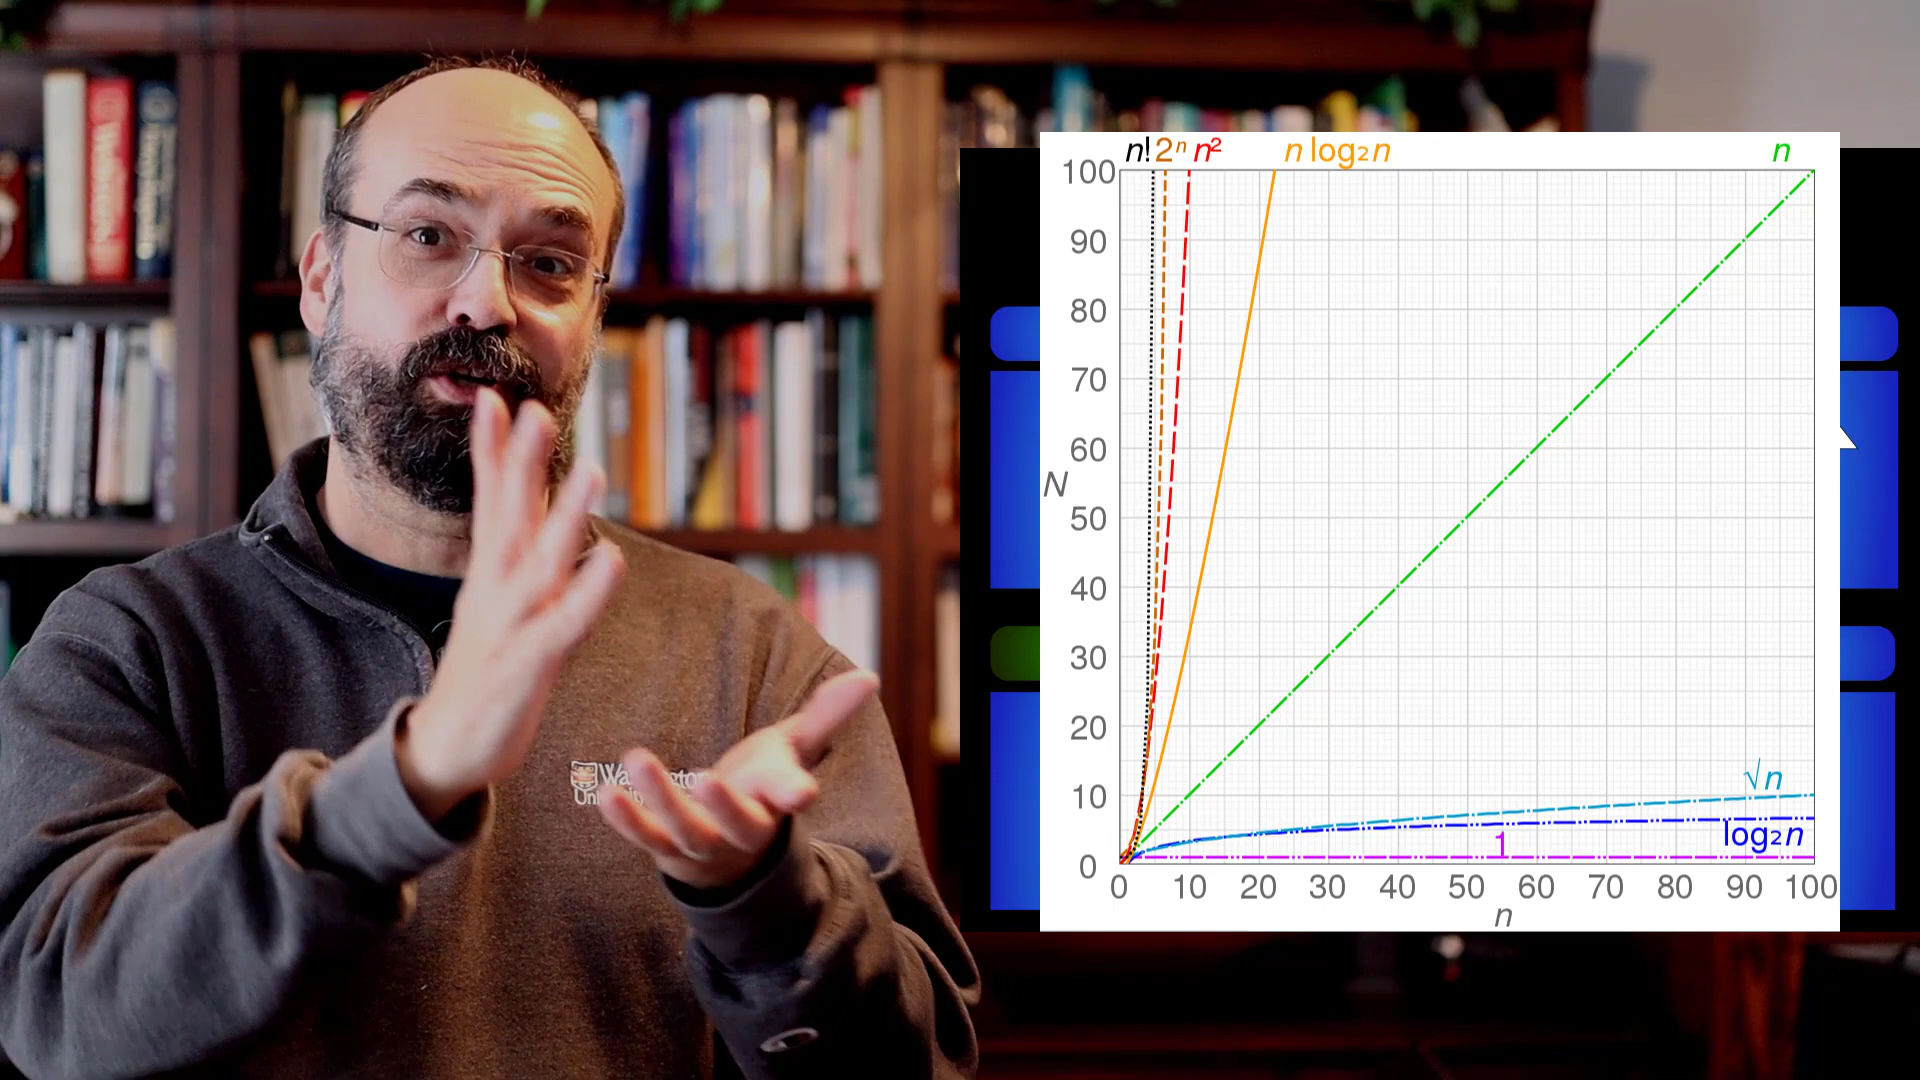 n! 2ⁿ n² n log₂n n
100
90
80
70
60
N
50
40
30
20
10
0
√n
log₂n
1
0 10 20 30 40 50 60 70 80 90 100
n
Washington